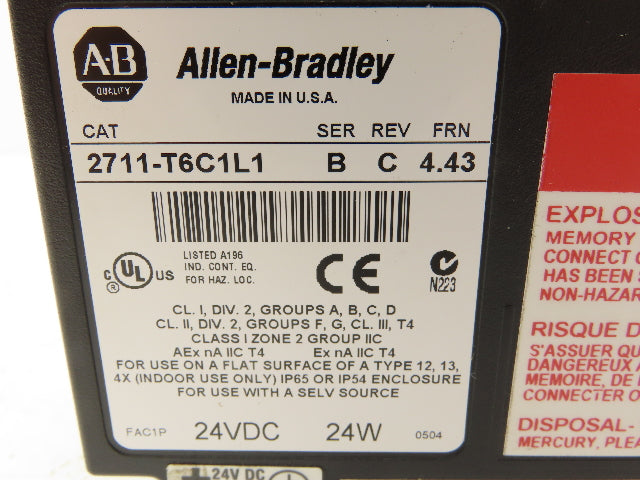 A-B
QUALITY
Allen-Bradley
MADE IN U.S.A.
CAT SER REV FRN
2711-T6C1L1 B C 4.43
LISTED A196
IND. CONT. EQ.
FOR HAZ. LOC.
C UL US
®
CE
N223
CL. I, DIV. 2, GROUPS A, B, C, D
CL. II, DIV. 2, GROUPS F, G, CL. III, T4
CLASS I ZONE 2 GROUP IIC
AEx nA IIC T4 Ex nA IIC T4
FOR USE ON A FLAT SURFACE OF A TYPE 12, 13,
4X (INDOOR USE ONLY) IP65 OR IP54 ENCLOSURE
FOR USE WITH A SELV SOURCE
FAC1P 24VDC 24W 0504
24V DC
EXPLOS
MEMORY
CONNECT
HAS BEEN
NON-HAZAR
RISQUE D
S'ASSUER QU
DANGEREUX A
MEMOIRE, DE
CONNECTER O
DISPOSAL-
MERCURY, PLEA